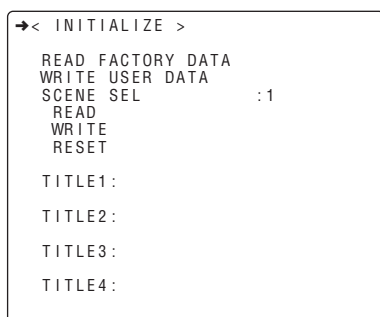 ➔< INITIALIZE >
READ FACTORY DATA
WRITE USER DATA
SCENE SEL :1
READ
WRITE
RESET
TITLE1:
TITLE2:
TITLE3:
TITLE4: